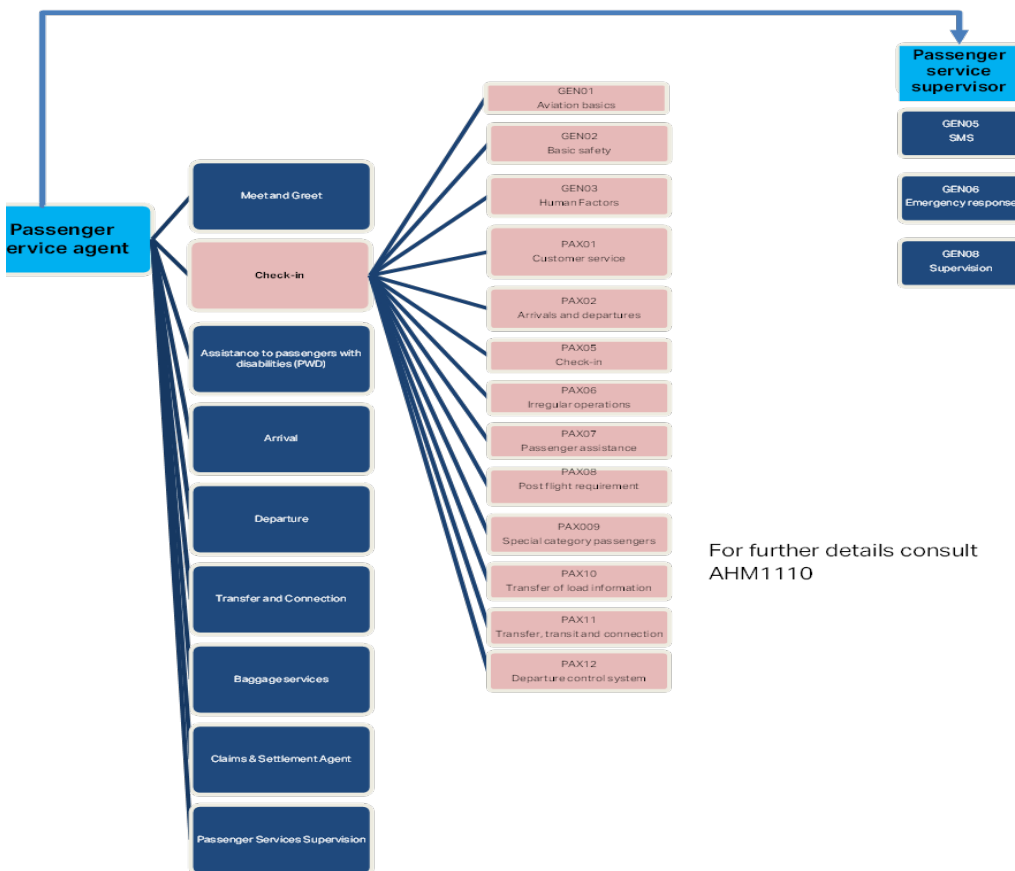 Passenger
service
supervisor
GEN05
SMS
GEN06
Emergency response
GEN08
Supervision
Passenger
ervice agent
Meet and Greet
Check-in
Assistance to passengers with
disabilities (PWD)
Arrival
Departure
Transfer and Connection
Baggage services
Claims & Settlement Agent
Passenger Services Supervision
GEN01
Aviation basics
GEN02
Basic safety
GEN03
Human Factors
PAX01
Customer service
PAX02
Arrivals and departures
PAX05
Check-in
PAX06
Irregular operations
PAX07
Passenger assistance
PAX08
Post flight requirement
PAX009
Special category passengers
PAX10
Transfer of load information
PAX11
Transfer, transit and connection
PAX12
Departure control system
For further details consult
AHM1110